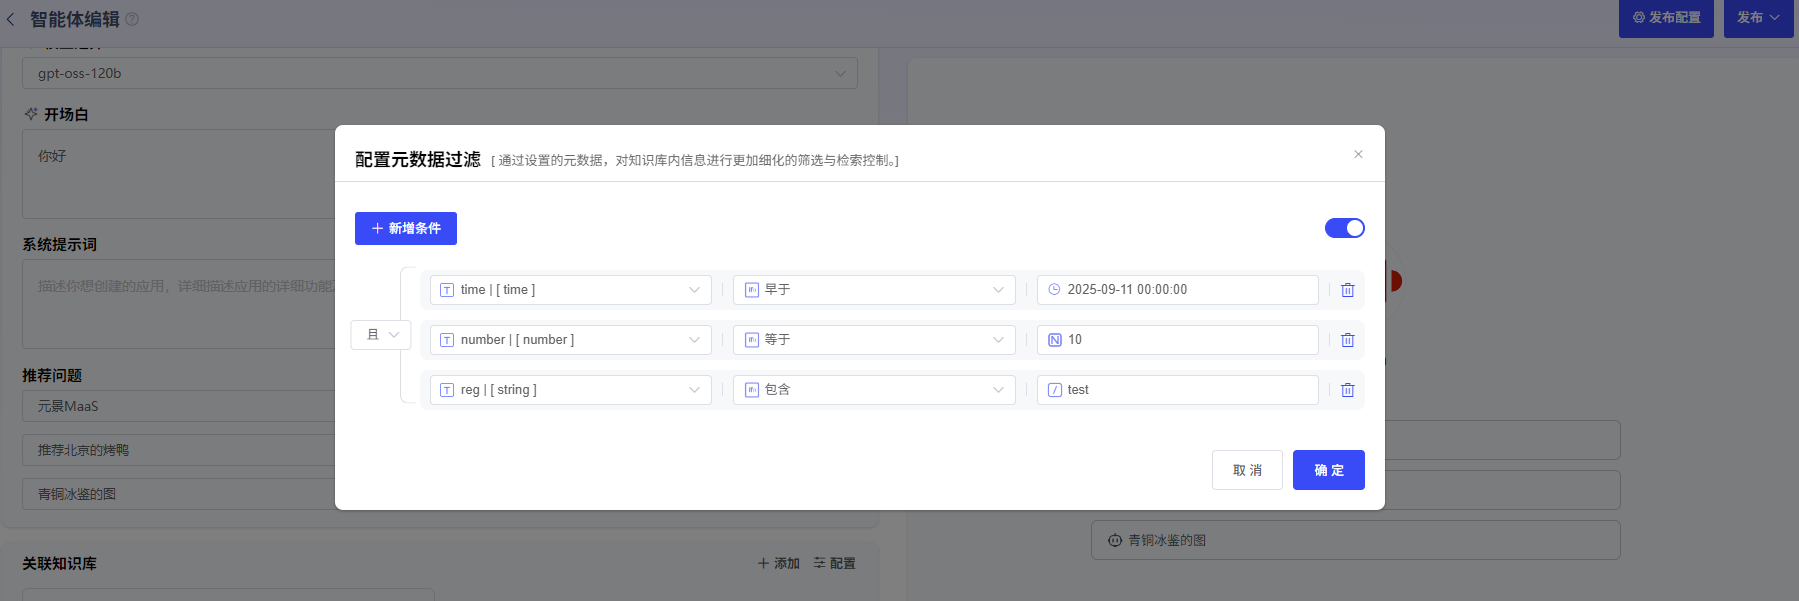 智能体编辑
发布配置
发布
gpt-oss-120b
开场白
你好
配置元数据过滤 [ 通过设置的元数据，对知识库内信息进行更加细化的筛选与检索控制。]
新增条件
系统提示词
描述你想创建的应用，详细描述应用的详细功能
且
time | [ time ] 早于 2025-09-11 00:00:00
number | [ number ] 等于 10
reg | [ string ] 包含 test
推荐问题
元景MaaS
推荐北京的烤鸭
青铜冰鉴的图
取 消
确 定
青铜冰鉴的图
关联知识库
添加
配置